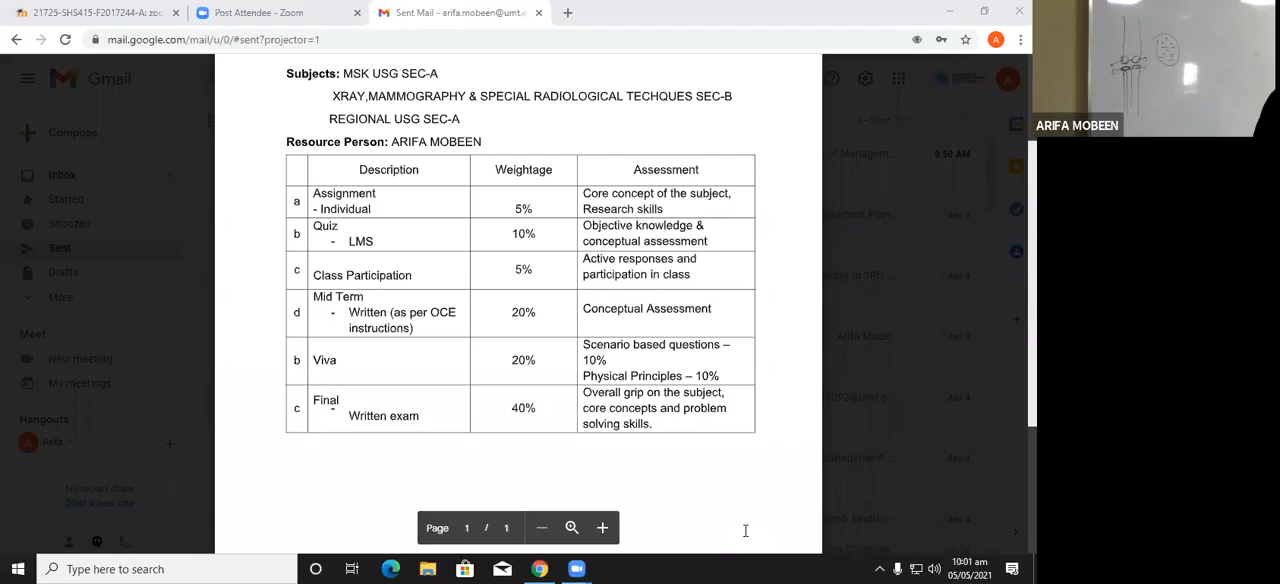 21725-SHS415-F2017244-A: zoo
Post Attendee - Zoom
Sent Mail - arifa.mobeen@umt.e
mail.google.com/mail/u/0/#sent?projector=1
A
Gmail
Compose
Inbox
Starred
Snoozed
Sent
Drafts
More
Meet
New meeting
My meetings
Hangouts
Arifa
No recent chats
Start a new one
Subjects: MSK USG SEC-A
XRAY,MAMMOGRAPHY & SPECIAL RADIOLOGICAL TECHQUES SEC-B
REGIONAL USG SEC-A
Resource Person: ARIFA MOBEEN
Description Weightage Assessment
a Assignment - Individual 5% Core concept of the subject,
Research skills
b Quiz - LMS 10% Objective knowledge &
conceptual assessment
c Class Participation 5% Active responses and
participation in class
d Mid Term - Written (as per OCE
instructions) 20% Conceptual Assessment
b Viva 20% Scenario based questions –
10%
Physical Principles – 10%
c Final - Written exam 40% Overall grip on the subject,
core concepts and problem
solving skills.
Page 1 / 1
8:50 AM
ARIFA MOBEEN
Type here to search
10:01 am
05/05/2021